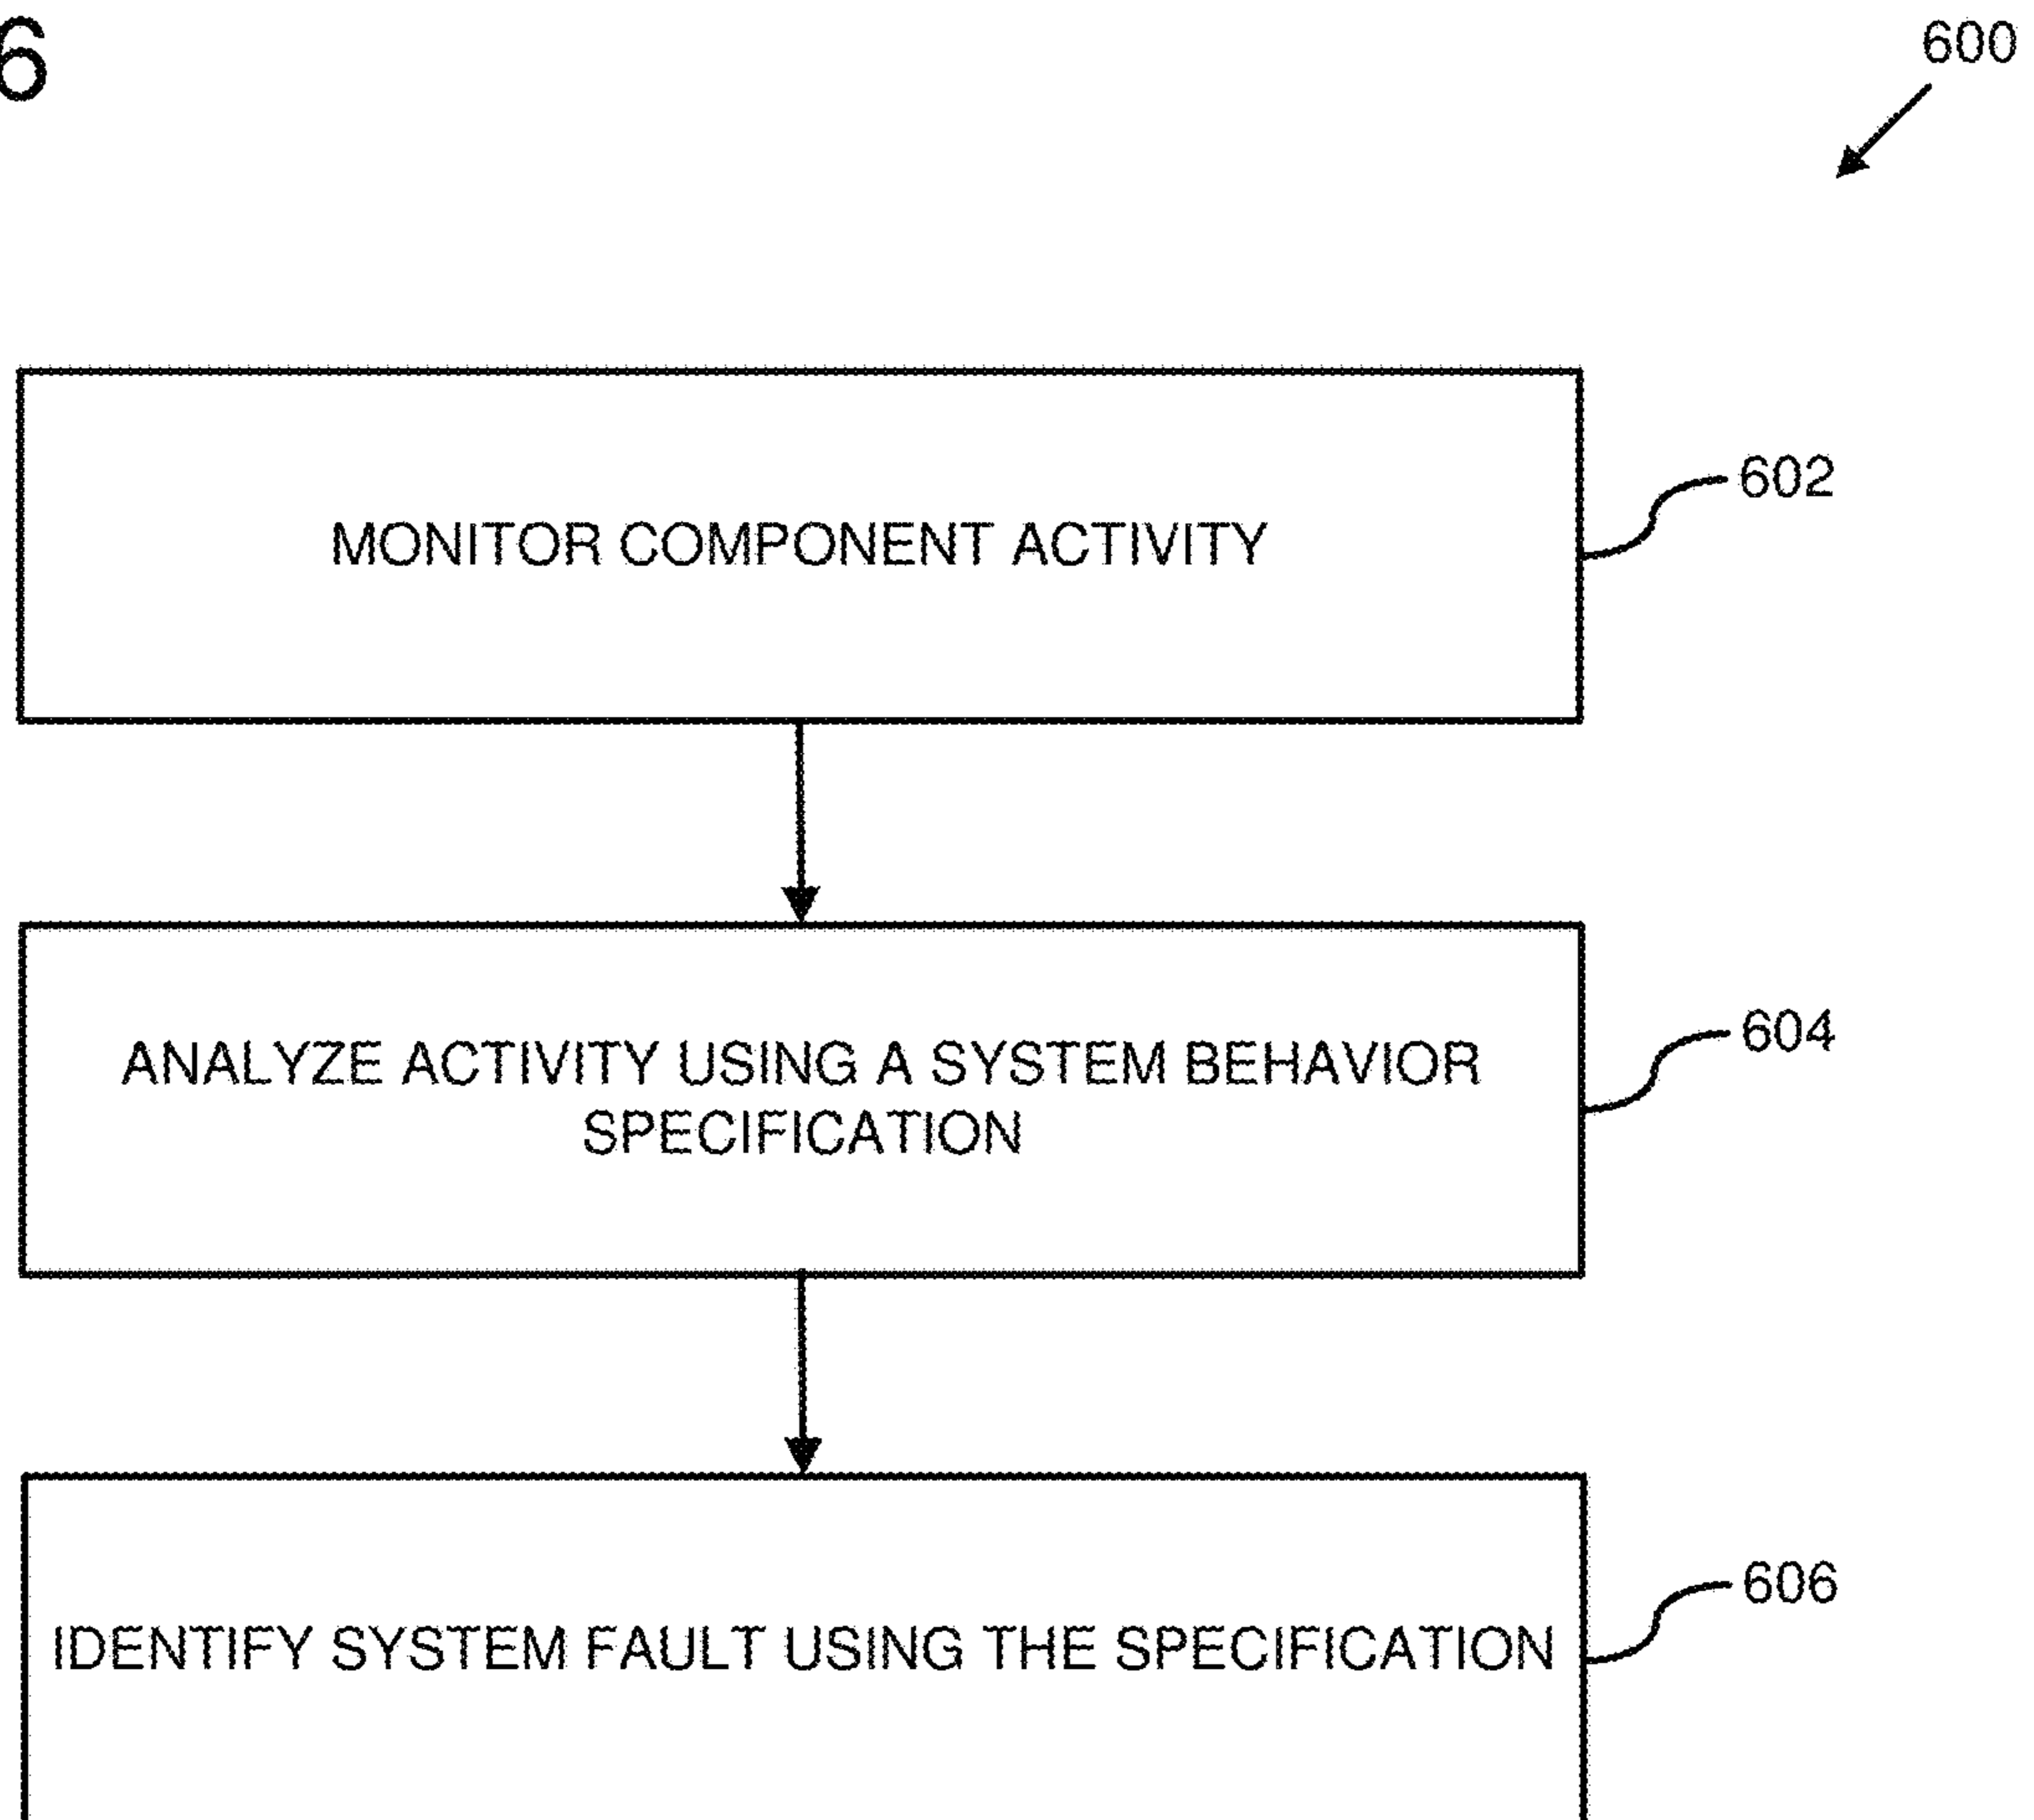 6
600
MONITOR COMPONENT ACTIVITY
602
ANALYZE ACTIVITY USING A SYSTEM BEHAVIOR
SPECIFICATION
604
IDENTIFY SYSTEM FAULT USING THE SPECIFICATION
606